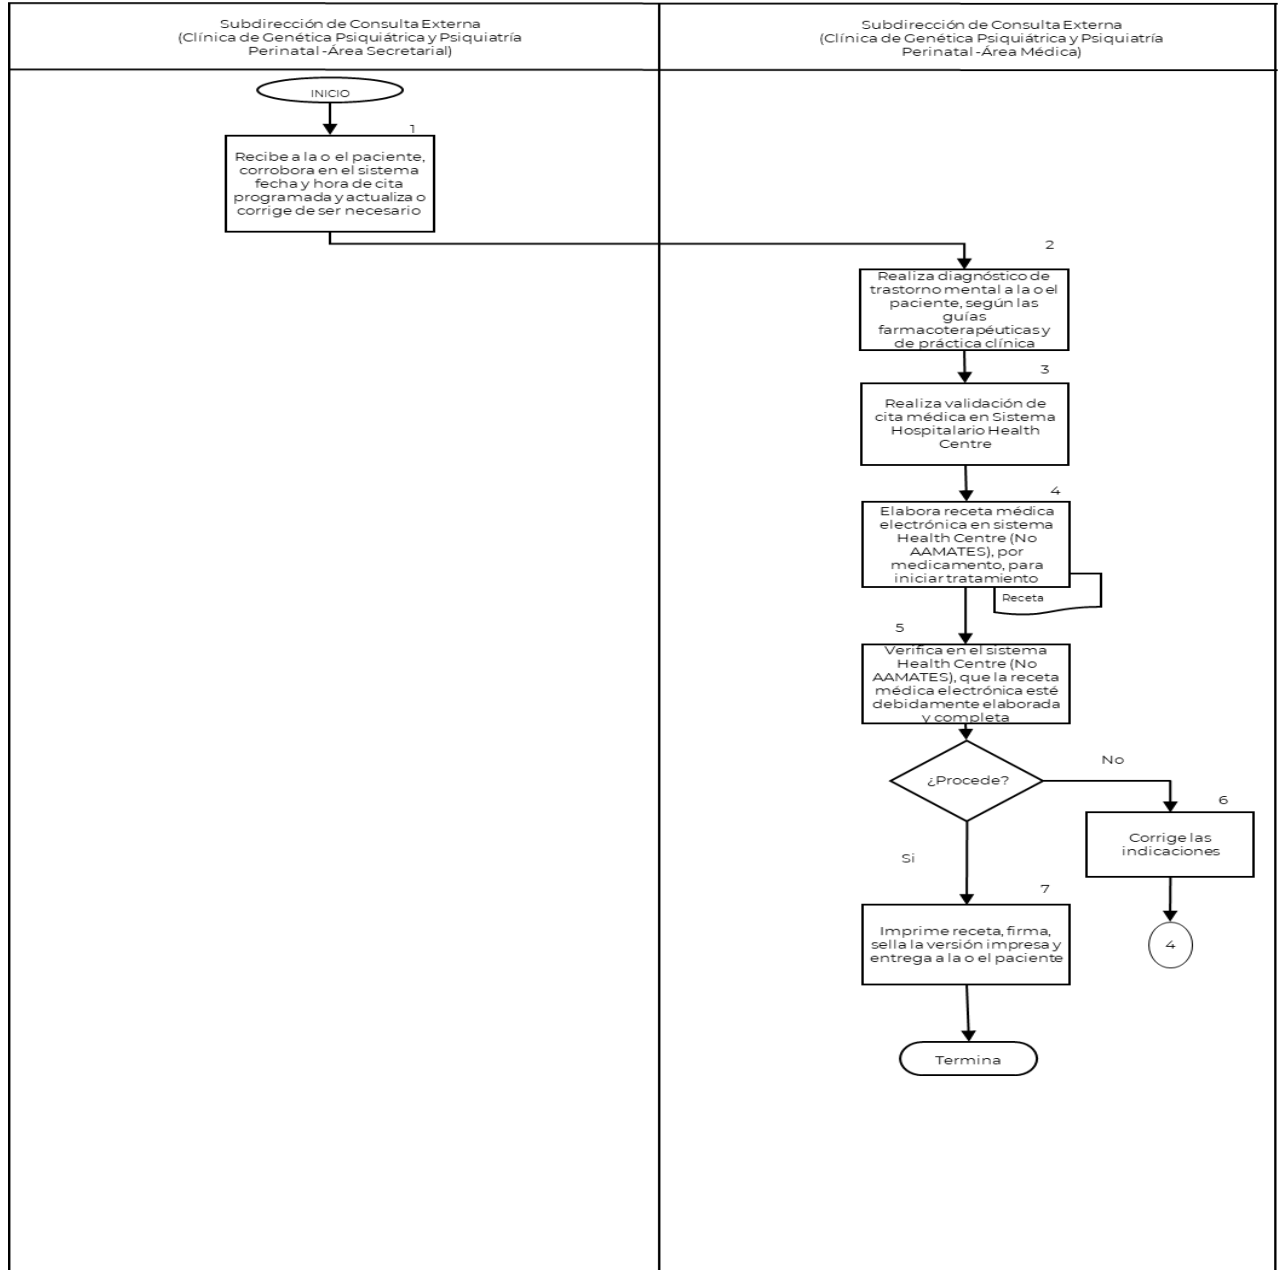 Subdirección de Consulta Externa
(Clínica de Genética Psiquiátrica y Psiquiatría
Perinatal -Área Secretarial)
Subdirección de Consulta Externa
(Clínica de Genética Psiquiátrica y Psiquiatría
Perinatal -Área Médica)
INICIO
1
Recibe a la o el paciente,
corrobora en el sistema
fecha y hora de cita
programada y actualiza o
corrige de ser necesario
2
Realiza diagnóstico de
trastorno mental a la o el
paciente, según las
guías
farmacoterapéuticas y
de práctica clínica
3
Realiza validación de
cita médica en Sistema
Hospitalario Health
Centre
4
Elabora receta médica
electrónica en sistema
Health Centre (No
AAMATES), por
medicamento, para
iniciar tratamiento
Receta
5
Verifica en el sistema
Health Centre (No
AAMATES), que la receta
médica electrónica esté
debidamente elaborada
y completa
¿Procede?
No
6
Corrige las
indicaciones
4
Si
7
Imprime receta, firma,
sella la versión impresa y
entrega a la o el paciente
Termina